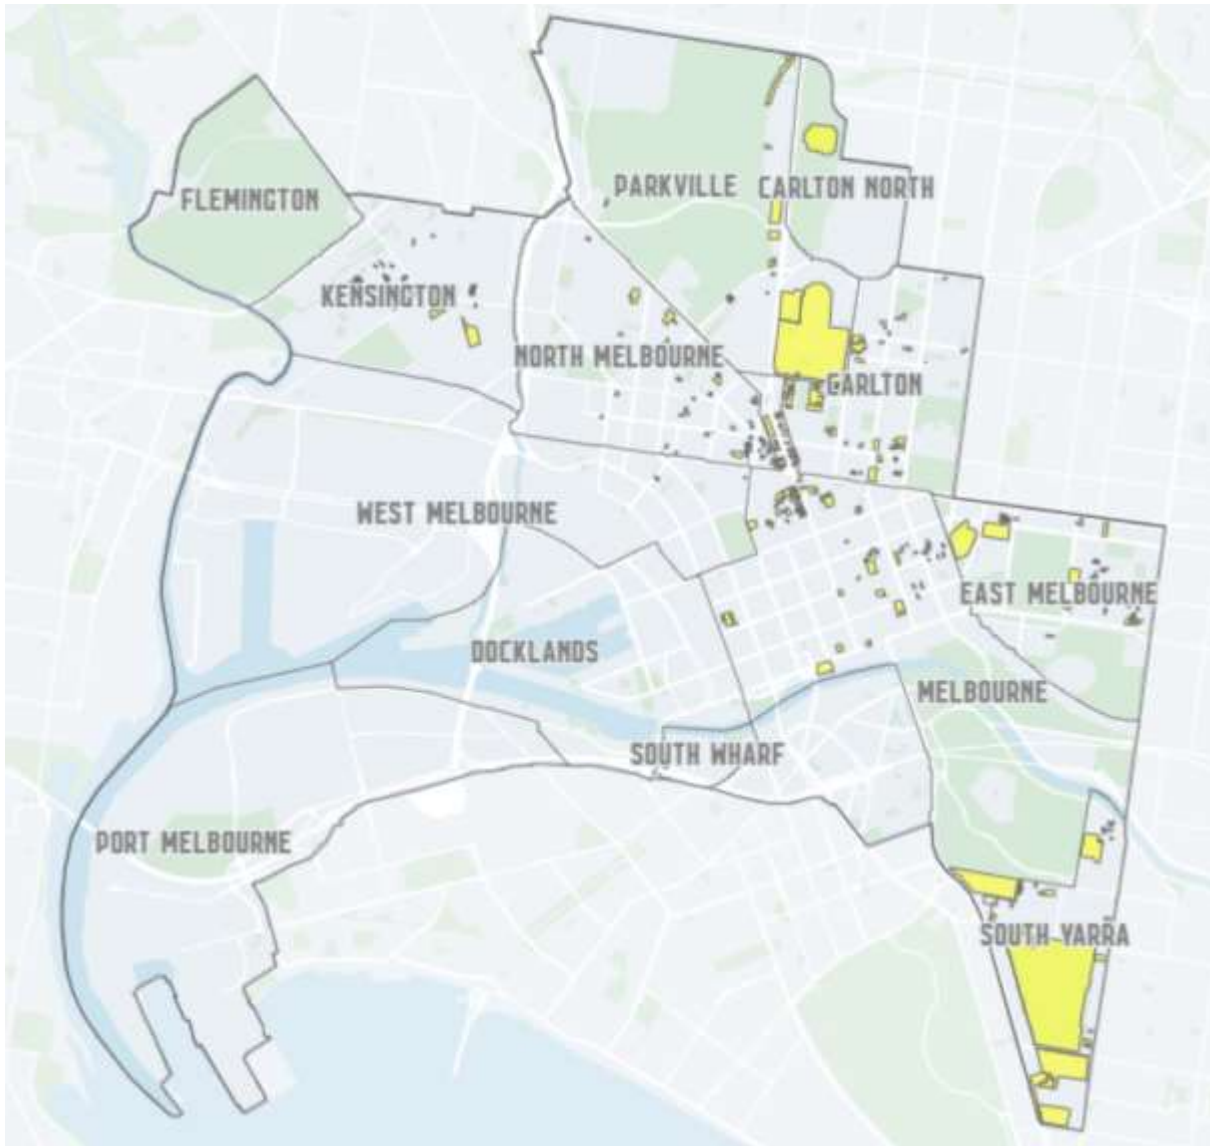 FLEMINGTON
PARKVILLE
CARLTON NORTH
KENSINGTON
NORTH MELBOURNE
CARLTON
WEST MELBOURNE
EAST MELBOURNE
DOCKLANDS
MELBOURNE
SOUTH WHARF
PORT MELBOURNE
SOUTH YARRA